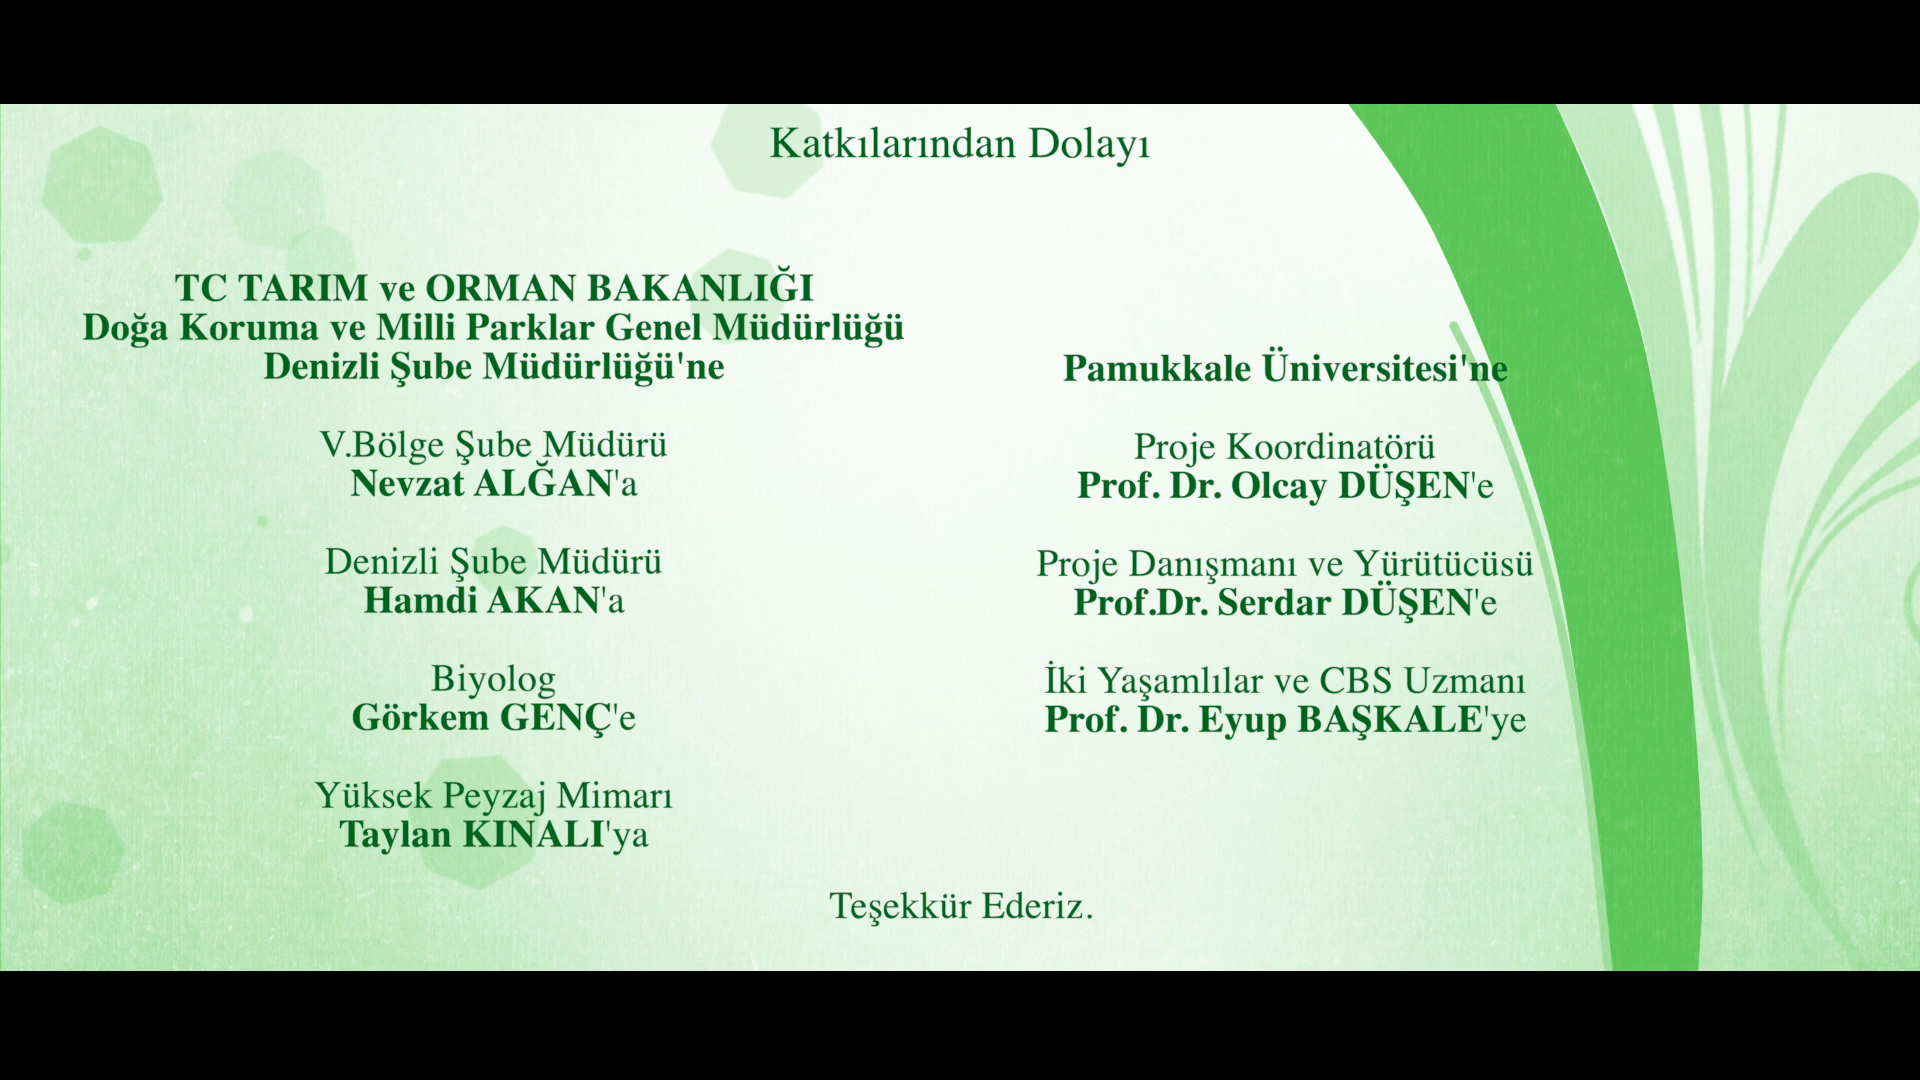 Katkılarından Dolayı
TC TARIM ve ORMAN BAKANLIĞI
Doğa Koruma ve Milli Parklar Genel Müdürlüğü
Denizli Şube Müdürlüğü'ne
V.Bölge Şube Müdürü
Nevzat ALĞAN'a
Denizli Şube Müdürü
Hamdi AKAN'a
Biyolog
Görkem GENÇ'e
Yüksek Peyzaj Mimarı
Taylan KINALI'ya
Pamukkale Üniversitesi'ne
Proje Koordinatörü
Prof. Dr. Olcay DÜŞEN'e
Proje Danışmanı ve Yürütücüsü
Prof.Dr. Serdar DÜŞEN'e
İki Yaşamlılar ve CBS Uzmanı
Prof. Dr. Eyup BAŞKALE'ye
Teşekkür Ederiz.